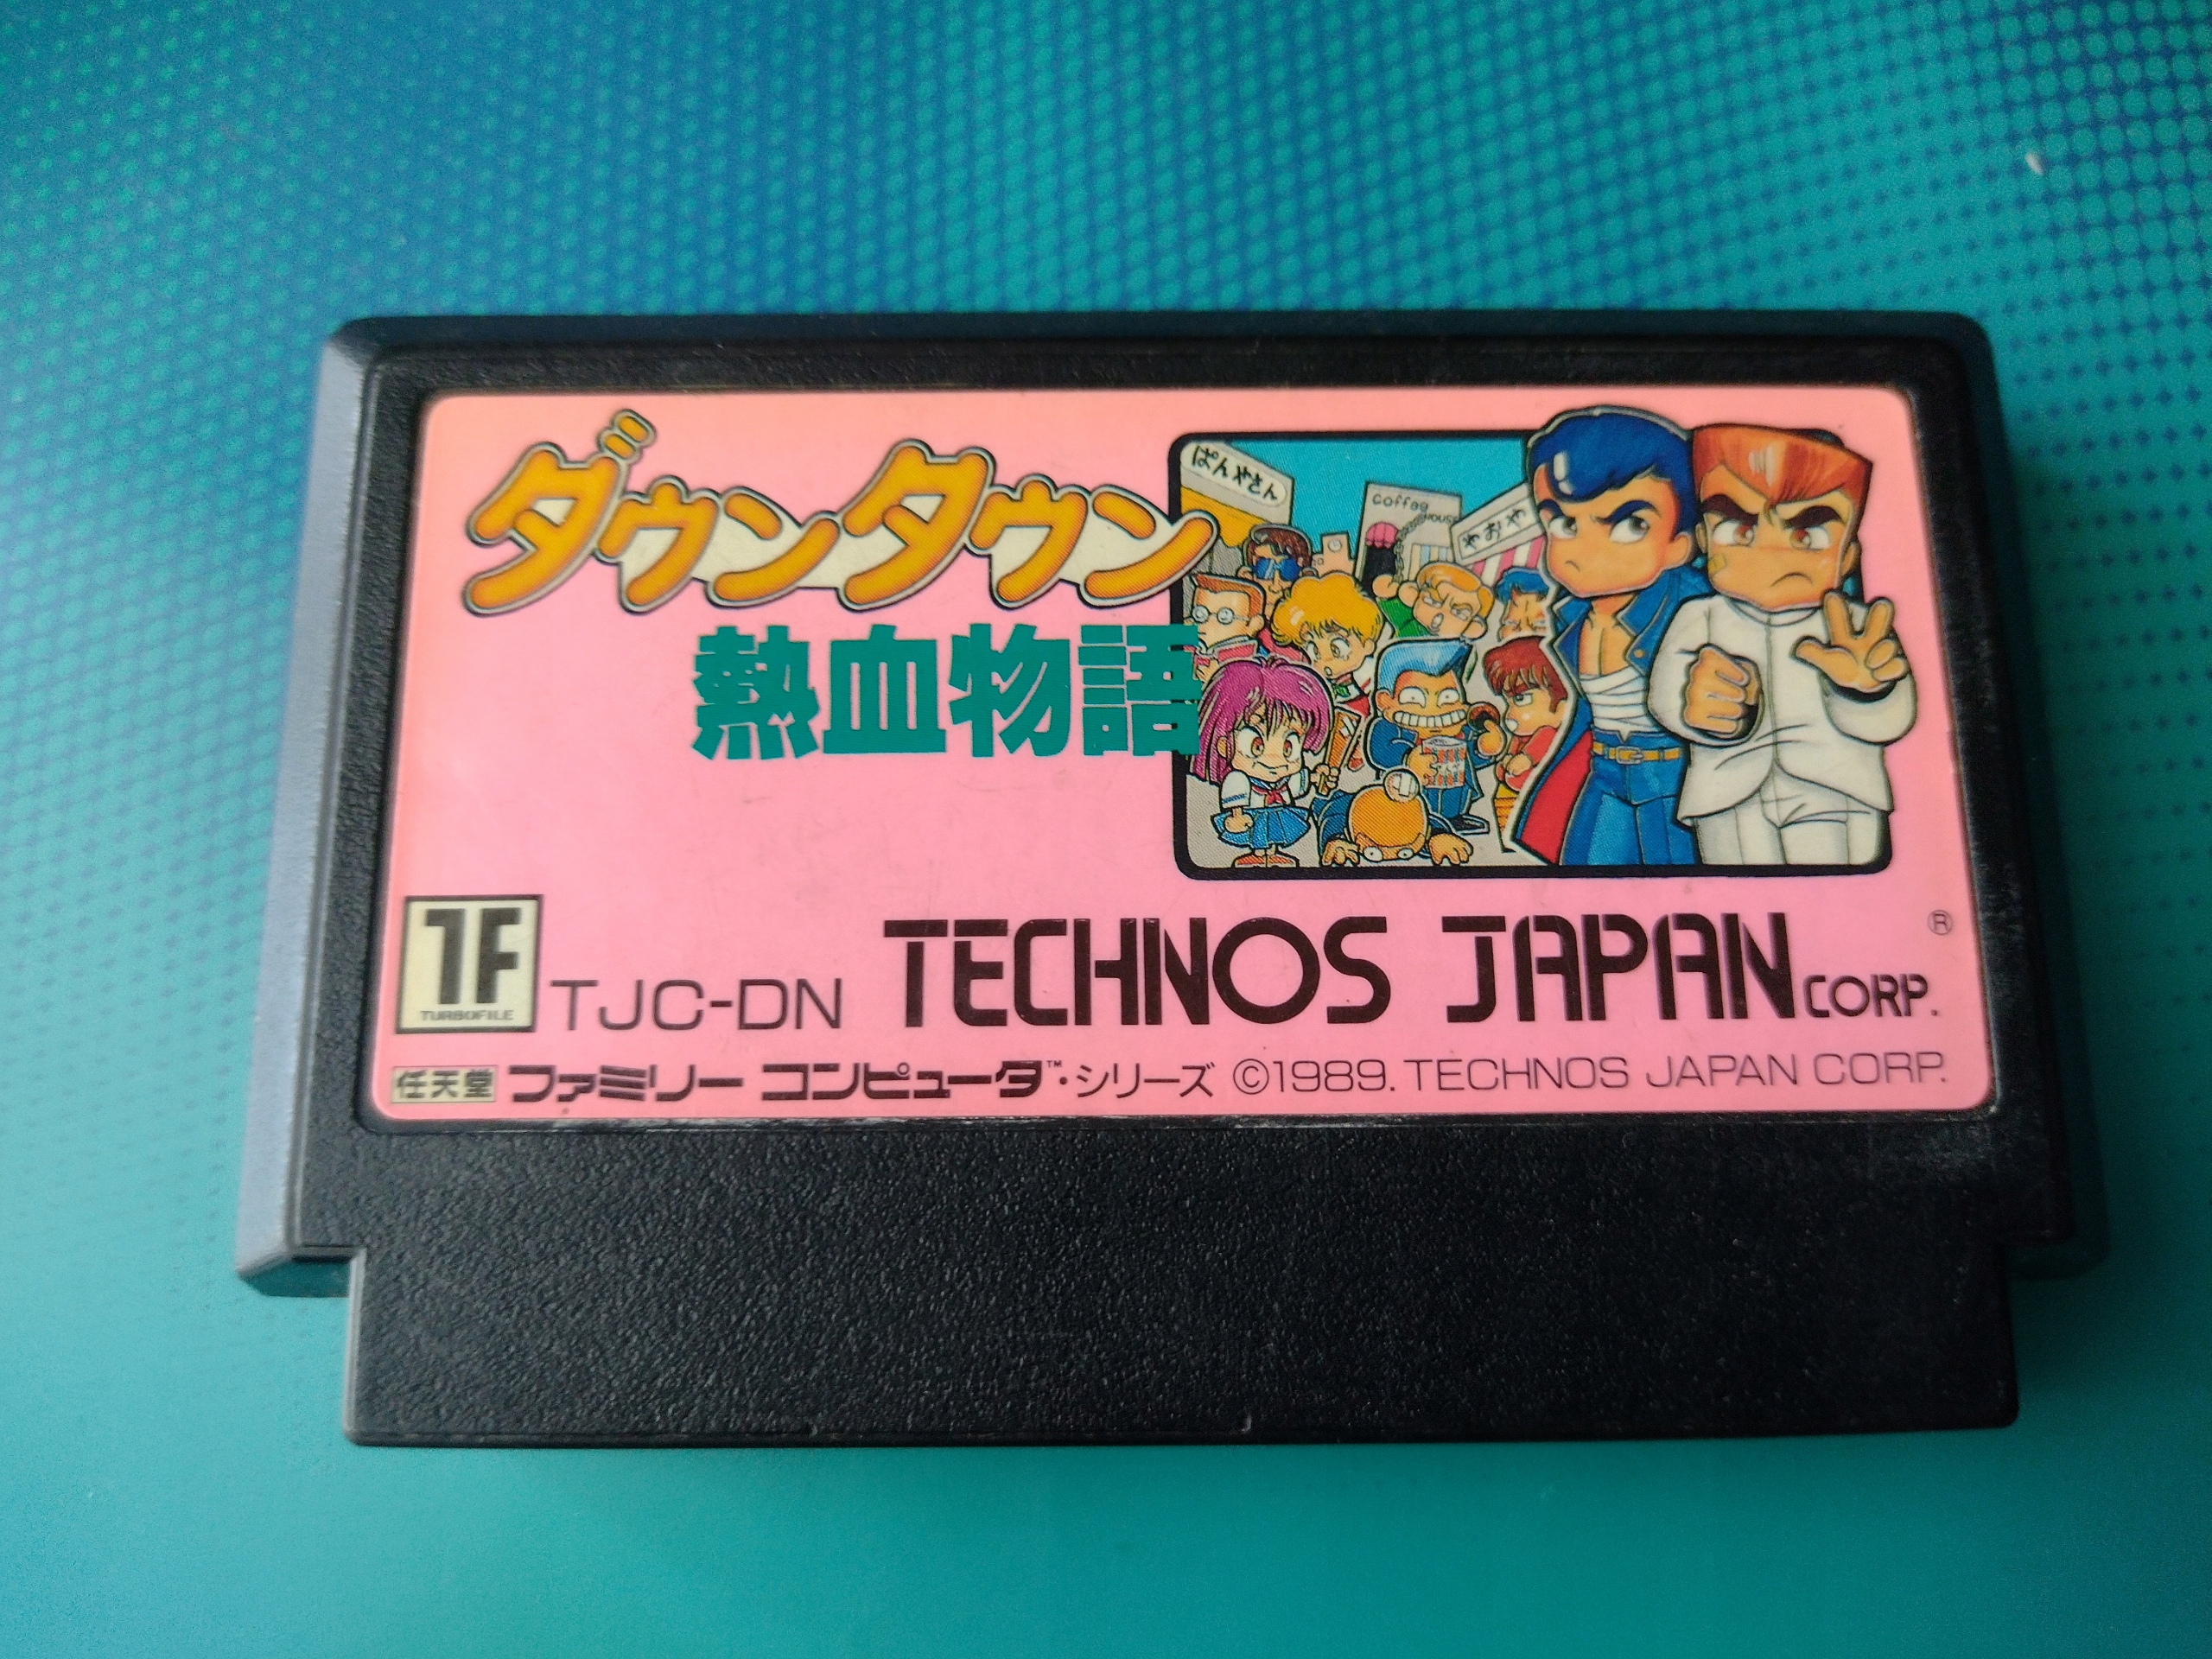 ダウンタウン
熱血物語
ぱんやさん
coffee
HOUSE
やおや
TF
TURBOFILE
TJC-DN
TECHNOS JAPAN CORP. ®
任天堂 ファミリー コンピュータ™・シリーズ ©1989. TECHNOS JAPAN CORP.